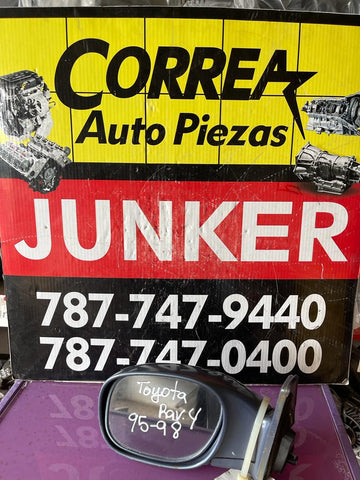 CORREA
Auto Piezas
JUNKER
787-747-9440
787-747-0400
Toyota
Rav.4
95-98